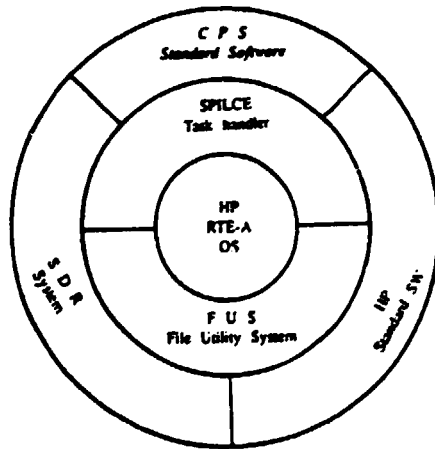 C P S
Standard Software
SPILCE
Task handler
HP
RTE-A
OS
S D R
System
HP
Standard SW
F U S
File Utility System